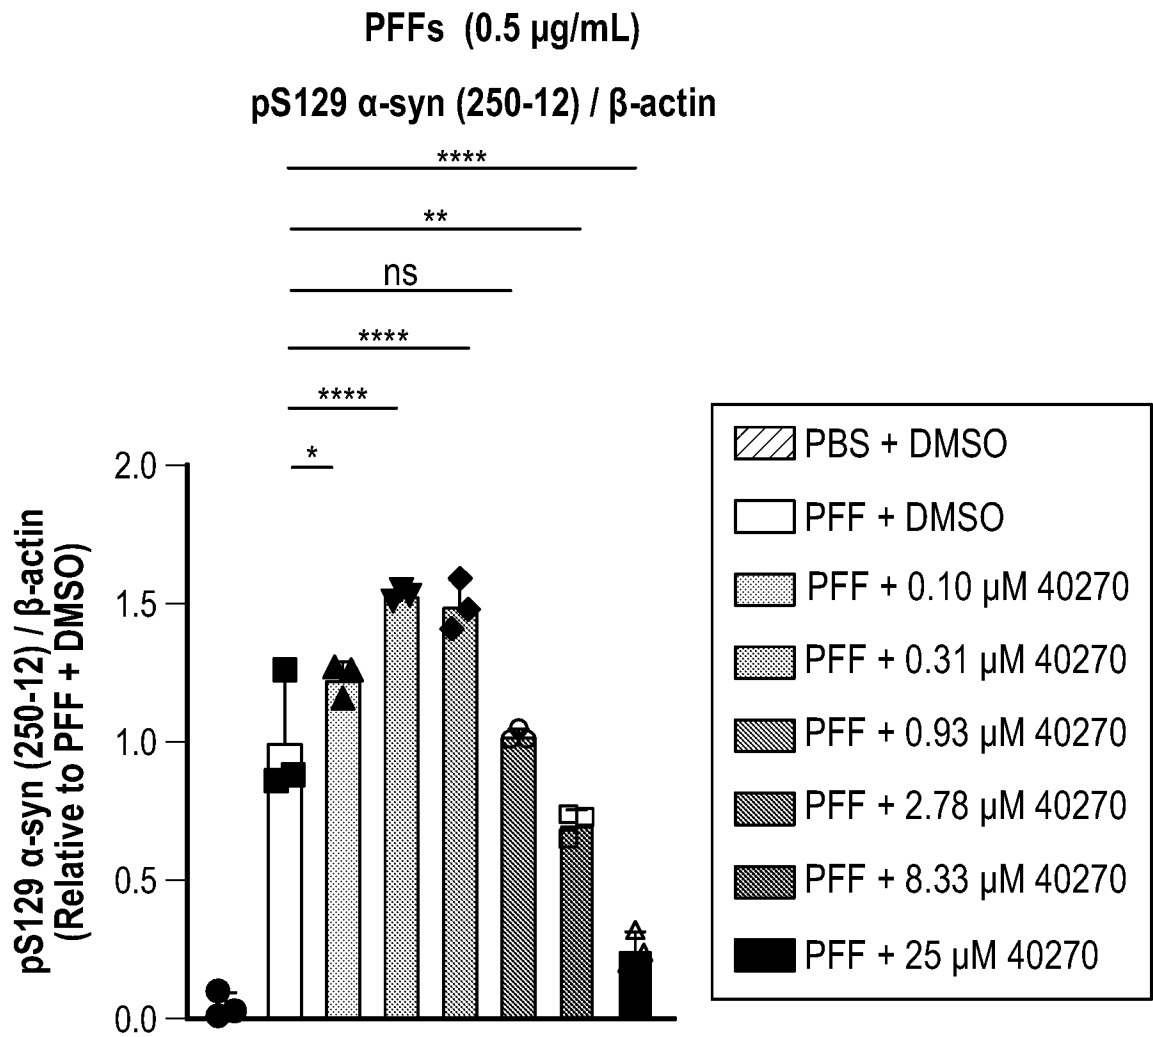 PFFs (0.5 µg/mL)
pS129 α-syn (250-12) / β-actin
****
**
ns
****
****
*
pS129 α-syn (250-12) / β-actin
(Relative to PFF + DMSO)
2.0
1.5
1.0
0.5
0.0
PBS + DMSO
PFF + DMSO
PFF + 0.10 µM 40270
PFF + 0.31 µM 40270
PFF + 0.93 µM 40270
PFF + 2.78 µM 40270
PFF + 8.33 µM 40270
PFF + 25 µM 40270